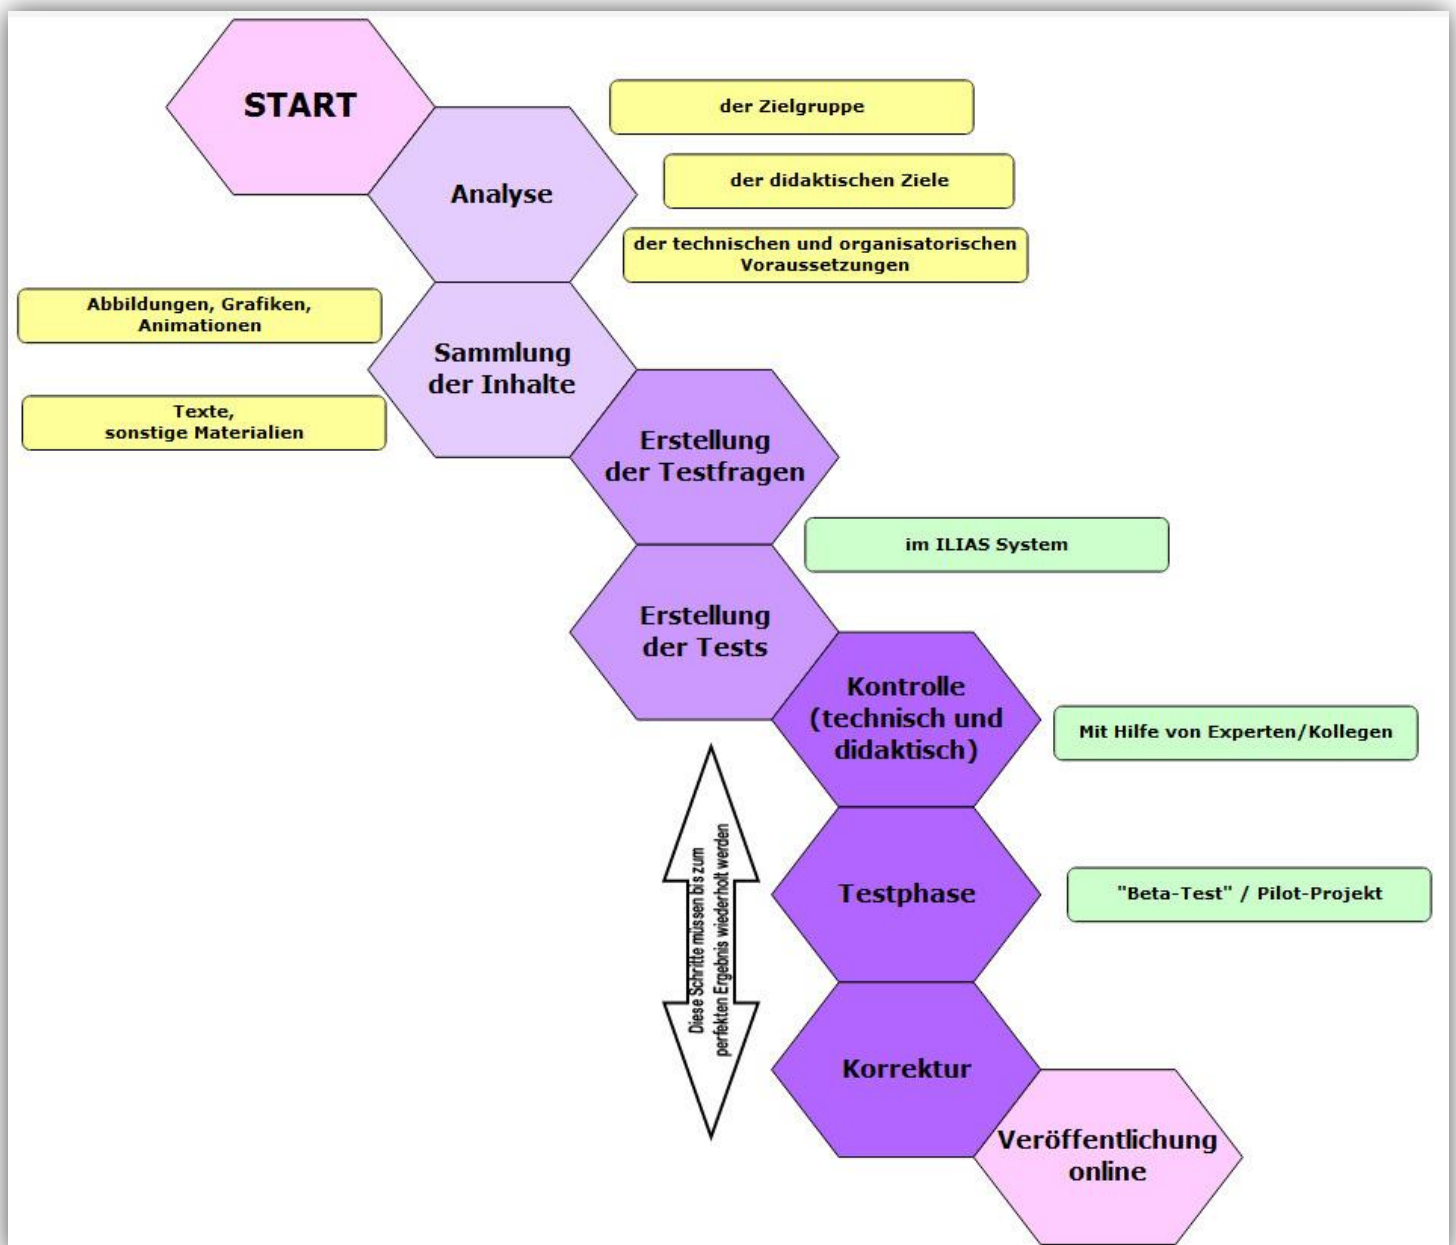 START
Analyse
der Zielgruppe
der didaktischen Ziele
der technischen und organisatorischen
Voraussetzungen
Sammlung
der Inhalte
Abbildungen, Grafiken,
Animationen
Texte,
sonstige Materialien
Erstellung
der Testfragen
im ILIAS System
Erstellung
der Tests
Kontrolle
(technisch und
didaktisch)
Mit Hilfe von Experten/Kollegen
Diese Schritte müssen bis zum
perfekten Ergebnis wiederholt werden
Testphase
"Beta-Test" / Pilot-Projekt
Korrektur
Veröffentlichung
online